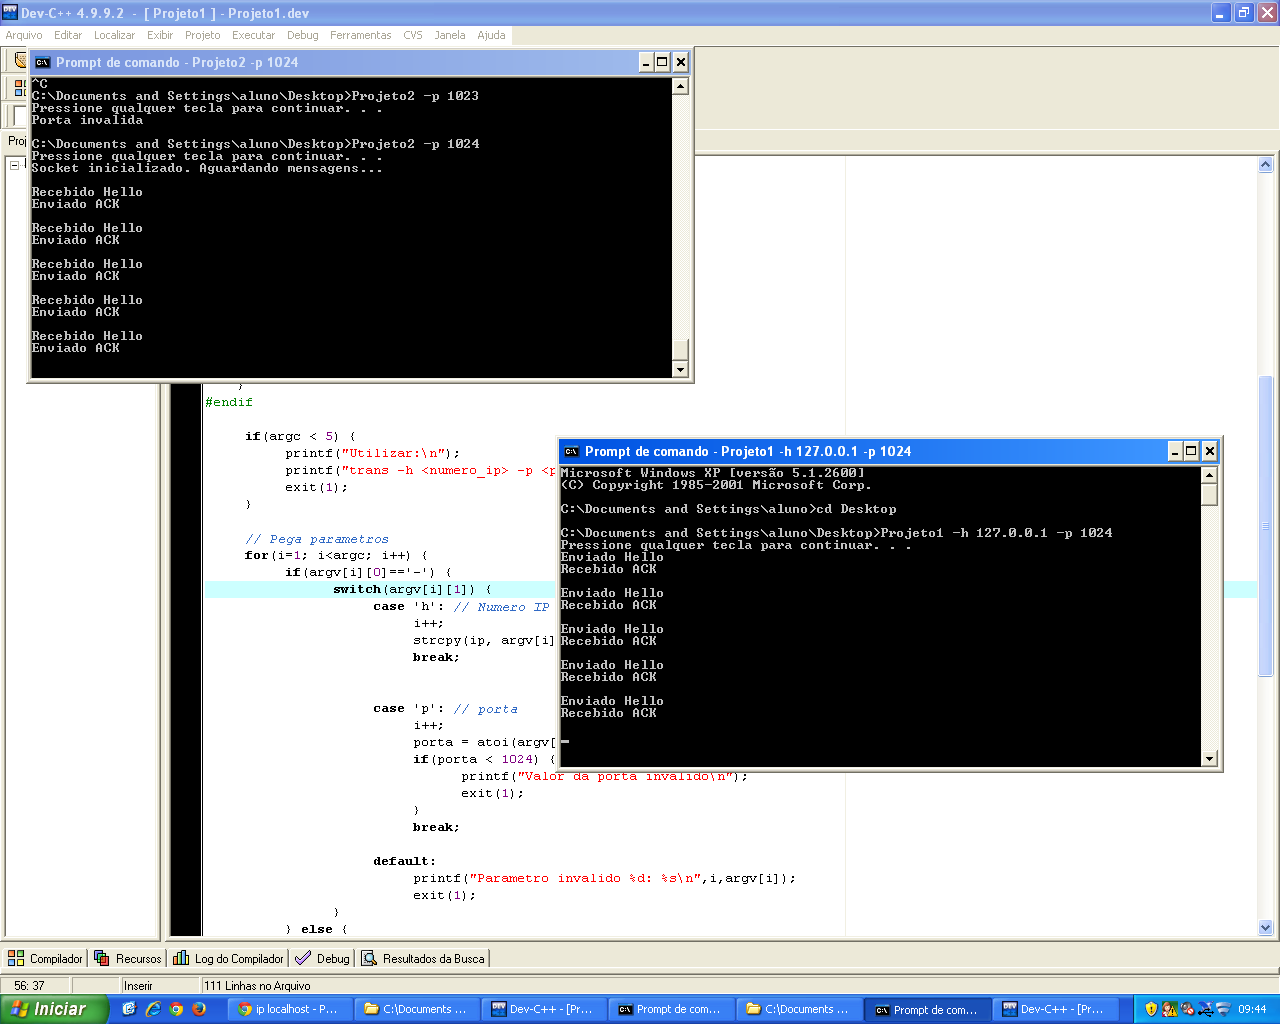 Dev-C++ 4.9.9.2 - [ Projeto1 ] - Projeto1.dev
Arquivo Editar Localizar Exibir Projeto Executar Debug Ferramentas CVS Janela Ajuda
Prompt de comando - Projeto2 -p 1024
^C
C:\Documents and Settings\aluno\Desktop>Projeto2 -p 1023
Pressione qualquer tecla para continuar. . .
Porta invalida
C:\Documents and Settings\aluno\Desktop>Projeto2 -p 1024
Pressione qualquer tecla para continuar. . .
Socket inicializado. Aguardando mensagens...
Recebido Hello
Enviado ACK
Recebido Hello
Enviado ACK
Recebido Hello
Enviado ACK
Recebido Hello
Enviado ACK
Recebido Hello
Enviado ACK
Proj
}
#endif
if(argc < 5) {
printf("Utilizar:\n");
printf("trans -h <numero_ip> -p <p
exit(1);
}
// Pega parametros
for(i=1; i<argc; i++) {
if(argv[i][0]=='-') {
switch(argv[i][1]) {
case 'h': // Numero IP
i++;
strcpy(ip, argv[i]
break;
case 'p': // porta
i++;
porta = atoi(argv[
if(porta < 1024) {
printf("Valor da porta invalido\n");
exit(1);
}
break;
default:
printf("Parametro invalido %d: %s\n",i,argv[i]);
exit(1);
}
} else {
Prompt de comando - Projeto1 -h 127.0.0.1 -p 1024
Microsoft Windows XP [versão 5.1.2600]
(C) Copyright 1985-2001 Microsoft Corp.
C:\Documents and Settings\aluno>cd Desktop
C:\Documents and Settings\aluno\Desktop>Projeto1 -h 127.0.0.1 -p 1024
Pressione qualquer tecla para continuar. . .
Enviado Hello
Recebido ACK
Enviado Hello
Recebido ACK
Enviado Hello
Recebido ACK
Enviado Hello
Recebido ACK
Enviado Hello
Recebido ACK
Compilador Recursos Log do Compilador Debug Resultados da Busca
56: 37 Inserir 111 Linhas no Arquivo
Iniciar ip localhost - P... C:\Documents ... Dev-C++ - [Pr... Prompt de com... C:\Documents ... Prompt de com... Dev-C++ - [Pr... 09:44